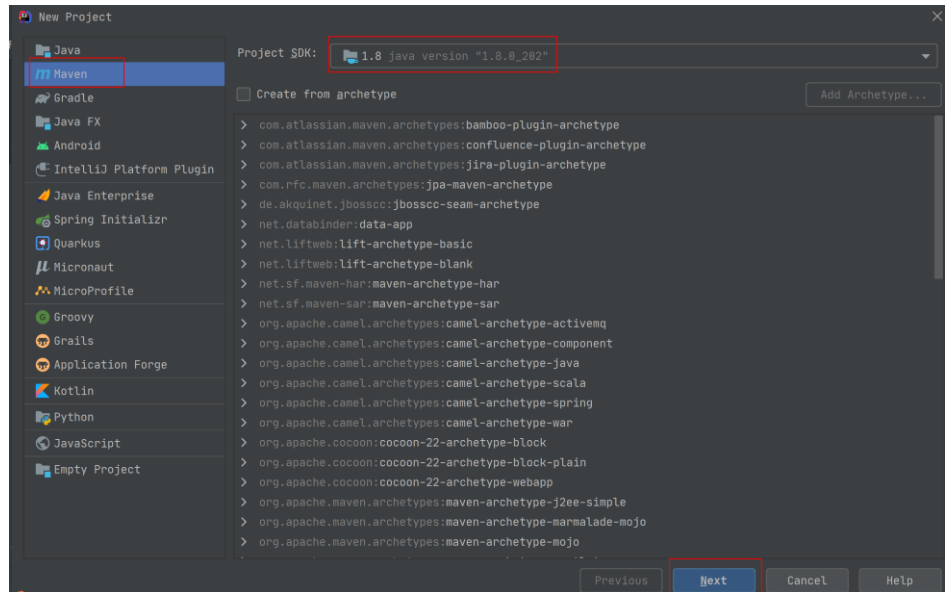 New Project
Java
Maven
Gradle
Java FX
Android
IntelliJ Platform Plugin
Java Enterprise
Spring Initializr
Quarkus
Micronaut
MicroProfile
Groovy
Grails
Application Forge
Kotlin
Python
JavaScript
Empty Project
Project SDK: 1.8 java version "1.8.0_202"
Create from archetype
Add Archetype...
com.atlassian.maven.archetypes:bamboo-plugin-archetype
com.atlassian.maven.archetypes:confluence-plugin-archetype
com.atlassian.maven.archetypes:jira-plugin-archetype
com.rfc.maven.archetypes:jpa-maven-archetype
de.akquinet.jbosscc:jbosscc-seam-archetype
net.databinder:data-app
net.liftweb:lift-archetype-basic
net.liftweb:lift-archetype-blank
net.sf.maven-har:maven-archetype-har
net.sf.maven-sar:maven-archetype-sar
org.apache.camel.archetypes:camel-archetype-activemq
org.apache.camel.archetypes:camel-archetype-component
org.apache.camel.archetypes:camel-archetype-java
org.apache.camel.archetypes:camel-archetype-scala
org.apache.camel.archetypes:camel-archetype-spring
org.apache.camel.archetypes:camel-archetype-war
org.apache.cocoon:cocoon-22-archetype-block
org.apache.cocoon:cocoon-22-archetype-block-plain
org.apache.cocoon:cocoon-22-archetype-webapp
org.apache.maven.archetypes:maven-archetype-j2ee-simple
org.apache.maven.archetypes:maven-archetype-marmalade-mojo
org.apache.maven.archetypes:maven-archetype-mojo
Previous
Next
Cancel
Help